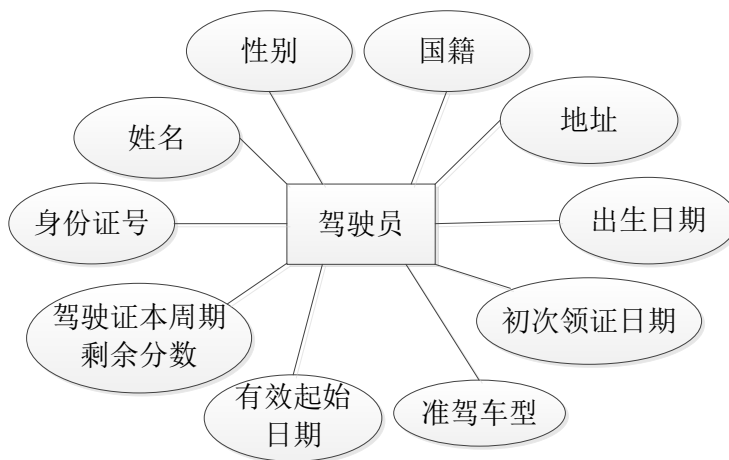 性别
国籍
姓名
地址
身份证号
驾驶员
出生日期
驾驶证本周期
剩余分数
初次领证日期
有效起始
日期
准驾车型